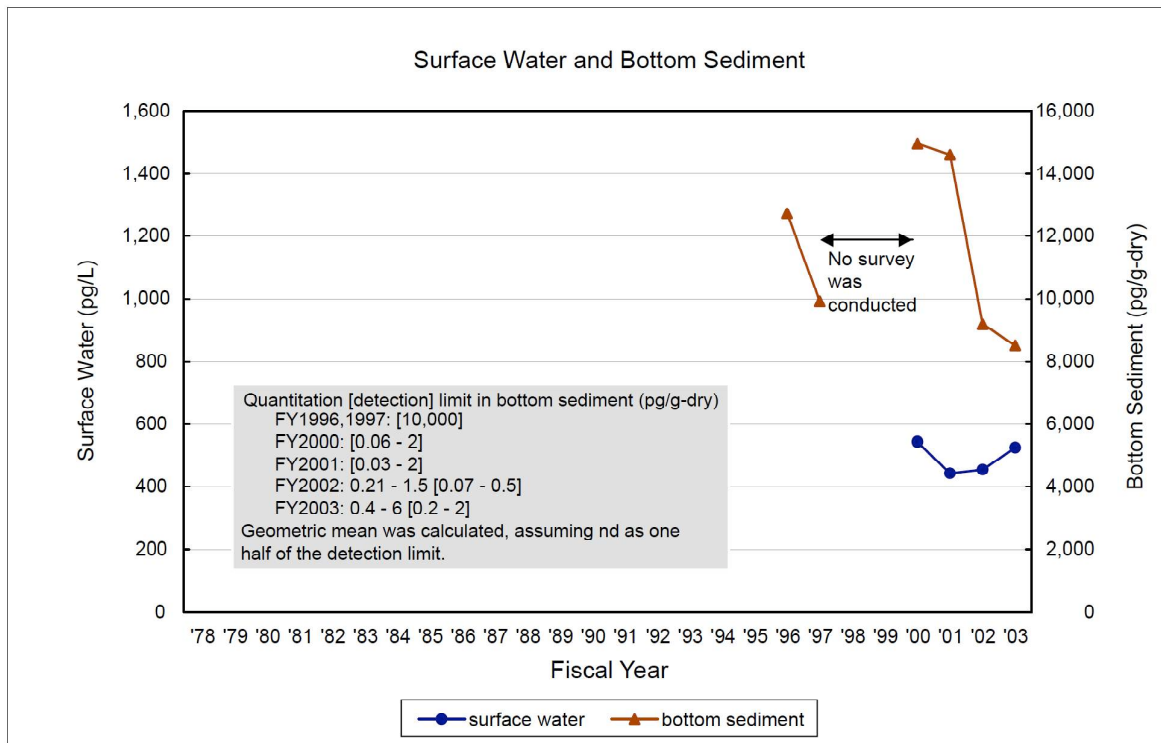 Surface Water and Bottom Sediment
Surface Water (pg/L)
1,600
1,400
1,200
1,000
800
600
400
200
0
16,000
14,000
12,000
10,000
8,000
6,000
4,000
2,000
0
Bottom Sediment (pg/g-dry)
No survey
was
conducted
Quantitation [detection] limit in bottom sediment (pg/g-dry)
FY1996,1997: [10,000]
FY2000: [0.06 - 2]
FY2001: [0.03 - 2]
FY2002: 0.21 - 1.5 [0.07 - 0.5]
FY2003: 0.4 - 6 [0.2 - 2]
Geometric mean was calculated, assuming nd as one
half of the detection limit.
'78 '79 '80 '81 '82 '83 '84 '85 '86 '87 '88 '89 '90 '91 '92 '93 '94 '95 '96 '97 '98 '99 '00 '01 '02 '03
Fiscal Year
surface water bottom sediment